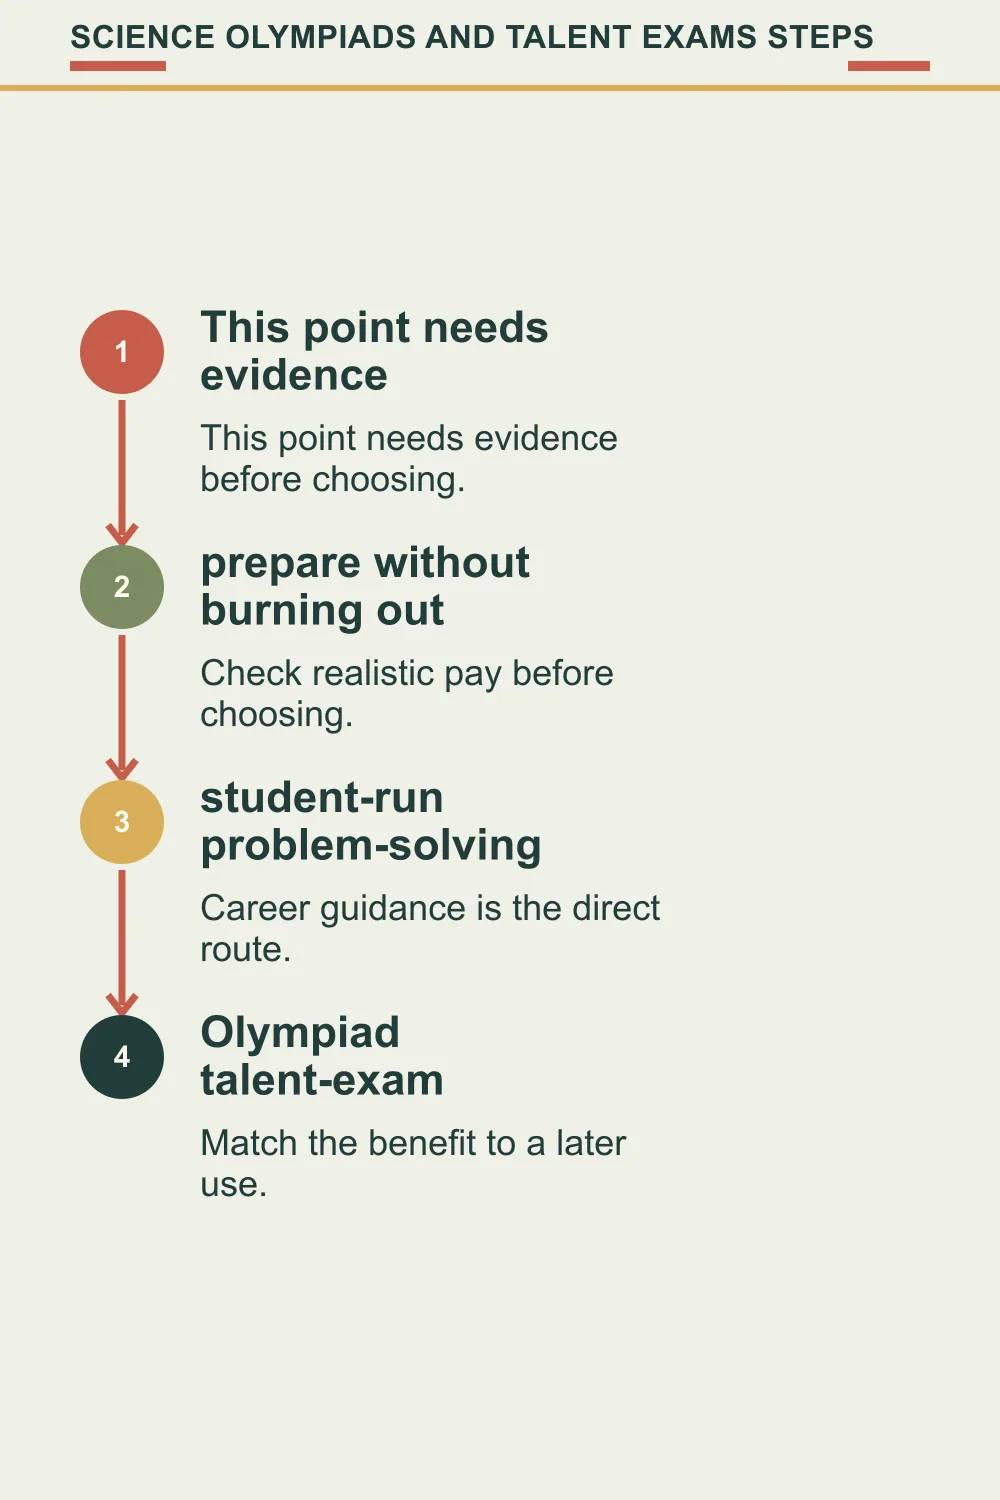 SCIENCE OLYMPIADS AND TALENT EXAMS STEPS
1
This point needs
evidence
This point needs evidence
before choosing.
2
prepare without
burning out
Check realistic pay before
choosing.
3
student-run
problem-solving
Career guidance is the direct
route.
4
Olympiad
talent-exam
Match the benefit to a later
use.